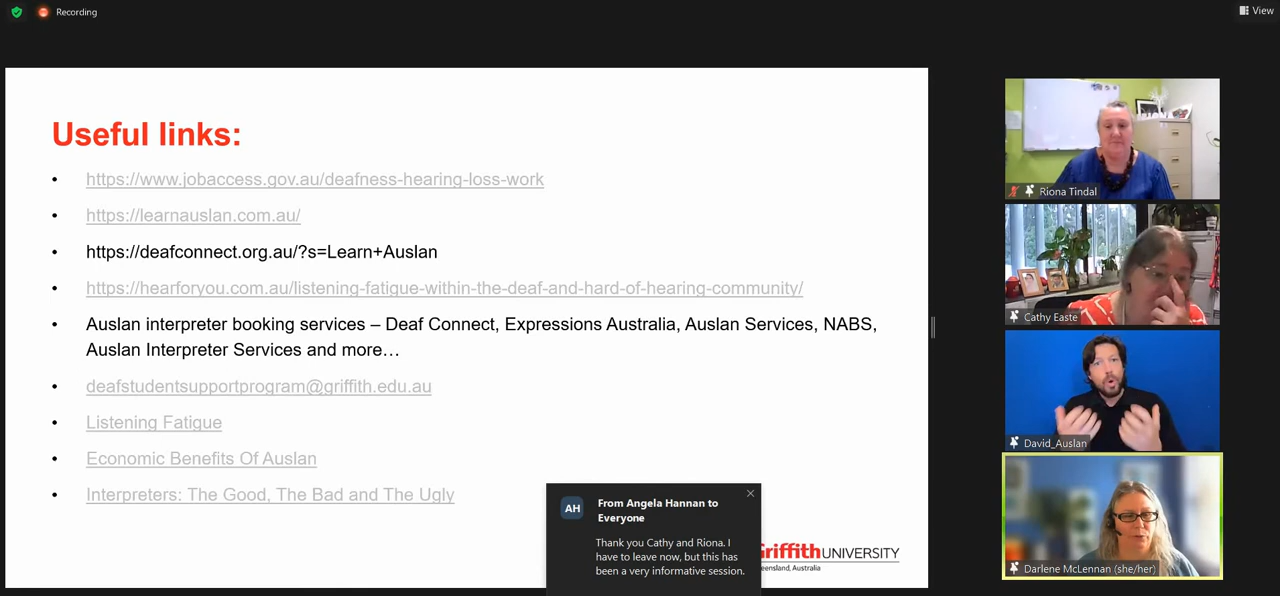 Recording
View
Useful links:
• https://www.jobaccess.gov.au/deafness-hearing-loss-work
• https://learnauslan.com.au/
• https://deafconnect.org.au/?s=Learn+Auslan
• https://hearforyou.com.au/listening-fatigue-within-the-deaf-and-hard-of-hearing-community/
• Auslan interpreter booking services – Deaf Connect, Expressions Australia, Auslan Services, NABS,
Auslan Interpreter Services and more…
• deafstudentsupportprogram@griffith.edu.au
• Listening Fatigue
• Economic Benefits Of Auslan
• Interpreters: The Good, The Bad and The Ugly
AH
From Angela Hannan to
Everyone
Thank you Cathy and Riona. I
have to leave now, but this has
been a very informative session.
Griffith UNIVERSITY
eensland, Australia
Riona Tindal
Cathy Easte
David_Auslan
Darlene McLennan (she/her)